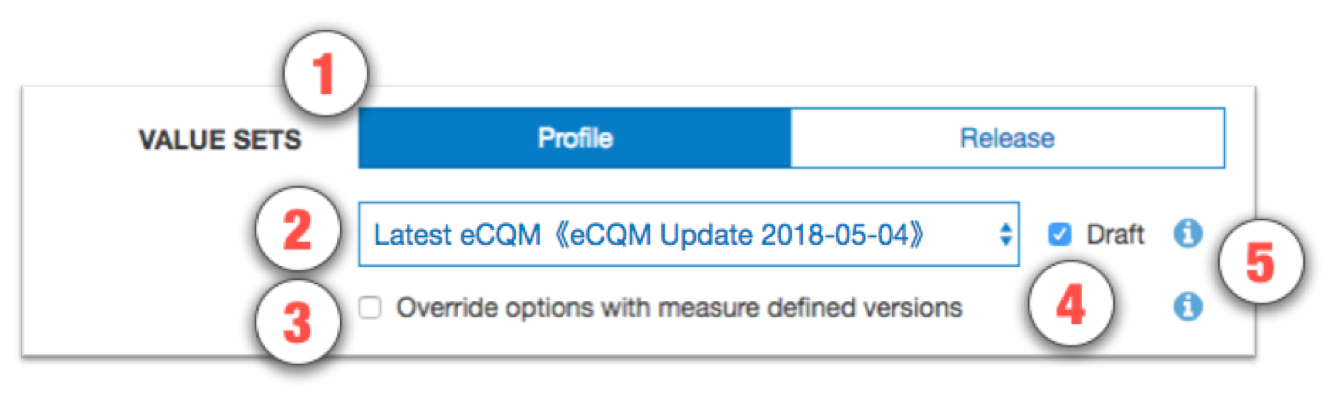 1
VALUE SETS Profile Release
2 Latest eCQM《eCQM Update 2018-05-04》 Draft 5
3 Override options with measure defined versions 4